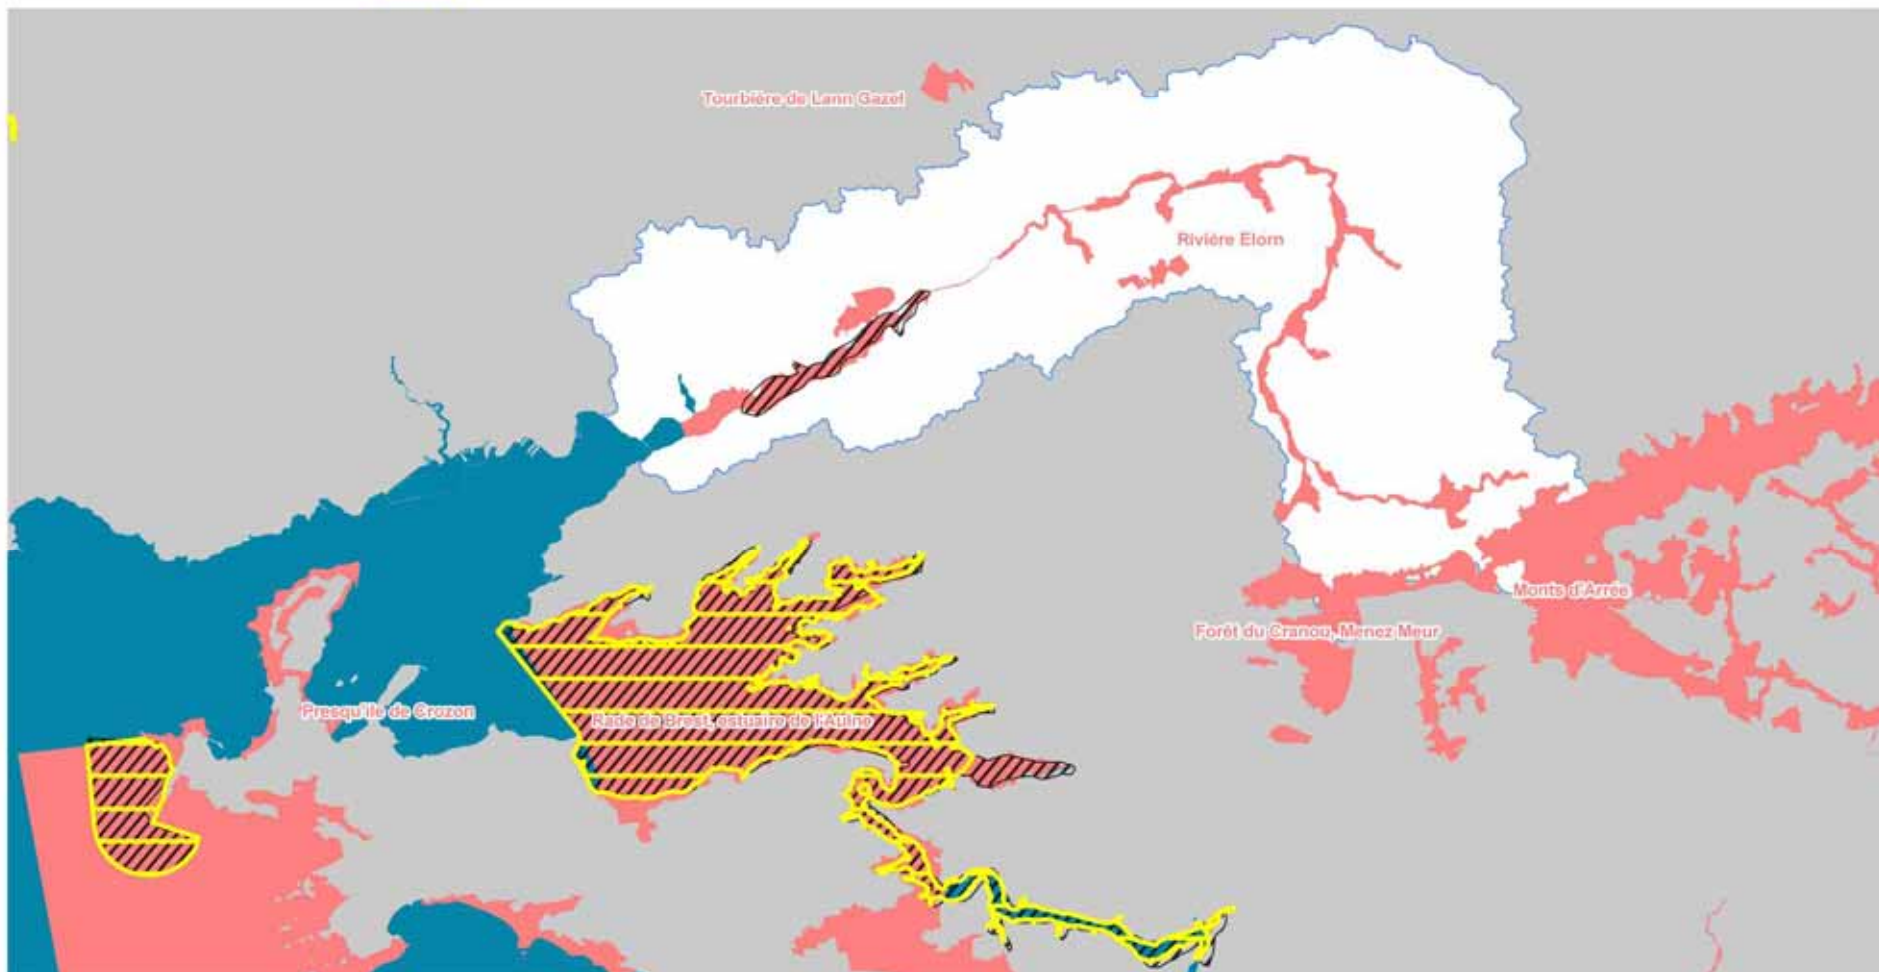 Tourbière de Lann Gazel
Rivière Elorn
Monts d'Arrée
Forêt du Cranou, Menez Meur
Presqu'ile de Crozon
Rade de Brest, estuaire de l'Aulne